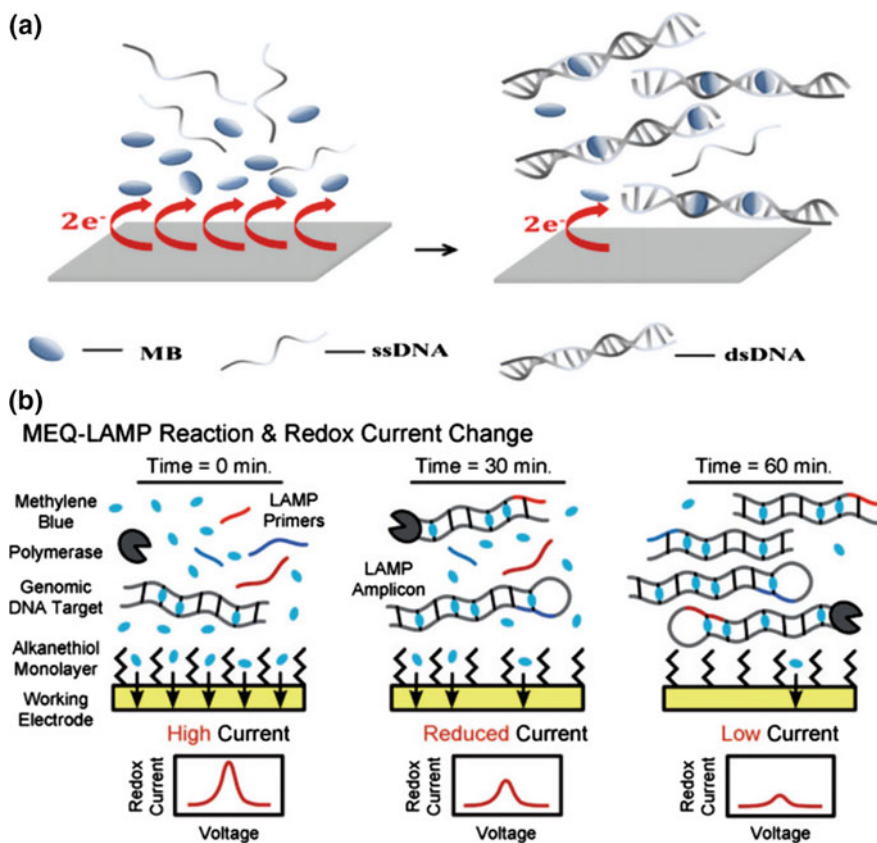 (a)
2e-
2e-
MB
ssDNA
dsDNA
(b)
MEQ-LAMP Reaction & Redox Current Change
Time = 0 min.
Time = 30 min.
Time = 60 min.
Methylene
Blue
LAMP
Primers
Polymerase
Genomic
DNA Target
LAMP
Amplicon
Alkanethiol
Monolayer
Working
Electrode
High Current
Reduced Current
Low Current
Redox
Current
Voltage
Redox
Current
Voltage
Redox
Current
Voltage